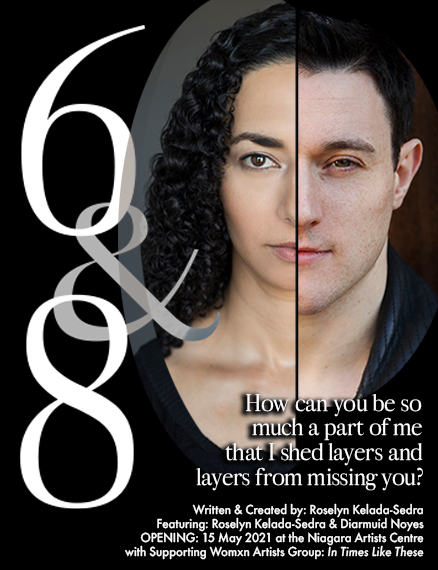 6
&
8
How can you be so
much a part of me
that I shed layers and
layers from missing you?
Written & Created by: Roselyn Kelada-Sedra
Featuring: Roselyn Kelada-Sedra & Diarmuid Noyes
OPENING: 15 May 2021 at the Niagara Artists Centre
with Supporting Womxn Artists Group: In Times Like These